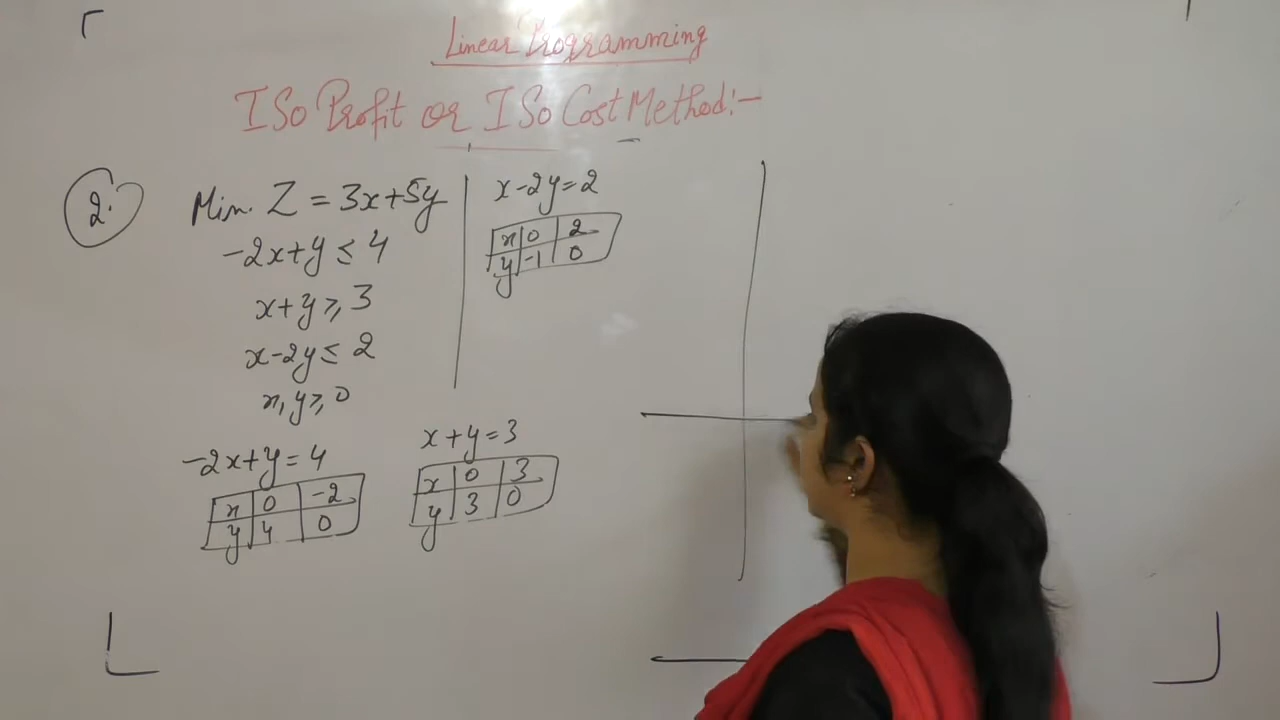 Linear Programming
ISo Profit or ISo Cost Method:-
2.
Min. Z = 3x+5y
-2x+y ≤ 4
x+y ≥ 3
x-2y ≤ 2
x, y ≥ 0
x-2y=2
x 0 2
y -1 0
-2x+y = 4
x 0 -2
y 4 0
x+y=3
x 0 3
y 3 0